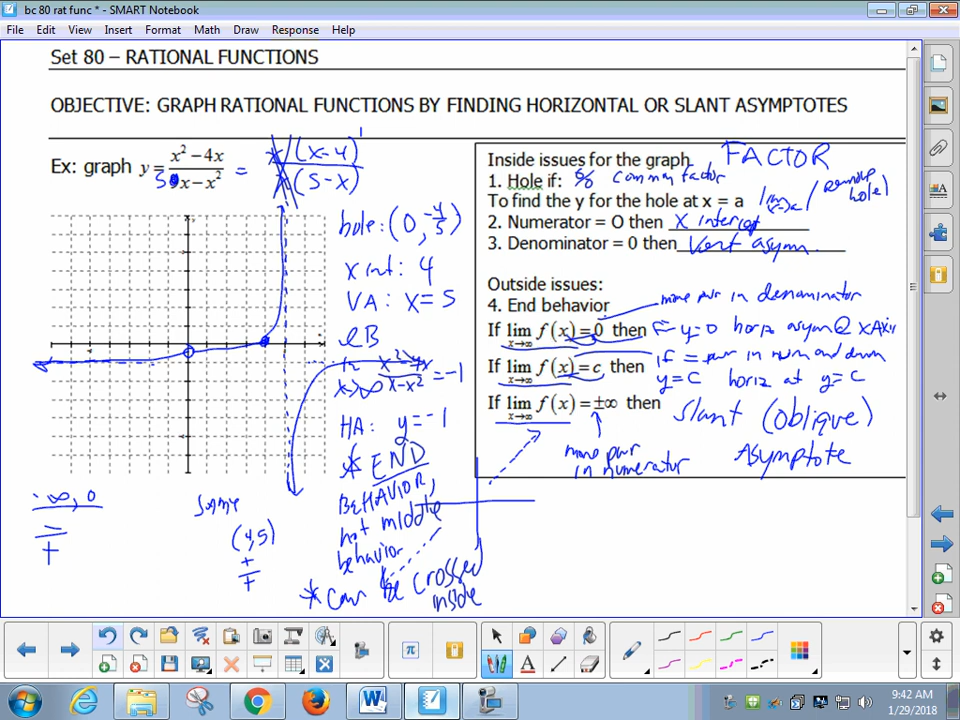 bc 80 rat func * - SMART Notebook
File Edit View Insert Format Math Draw Response Help
Set 80 – RATIONAL FUNCTIONS
OBJECTIVE: GRAPH RATIONAL FUNCTIONS BY FINDING HORIZONTAL OR SLANT ASYMPTOTES
Ex: graph y = (x² – 4x)/(5x – x²) = x(x-4)/x(5-x)
hole: (0, -4/5)
x int: 4
VA: x = 5
EB
x→∞ x²-4x / x-x² = -1
HA: y = -1
* END
BEHAVIOR,
not middle
behavior
* can be crossed
inside
-∞, 0
some
(4,5)
Inside issues for the graph FACTOR
1. Hole if: 0/0 common factor
To find the y for the hole at x = a lim x→a (remove hole)
2. Numerator = O then x intercept
3. Denominator = 0 then Vert asym.
Outside issues:
4. End behavior
more pwr in denominator
If lim x→∞ f(x) = 0 then y=0 horiz asym @ x Axis
if = pwr in num and denom
If lim x→∞ f(x) = c, then y=c horiz at y=c
If lim x→∞ f(x) = ±∞ then Slant (oblique)
Asymptote
more pwr
in numerator
9:42 AM
1/29/2018